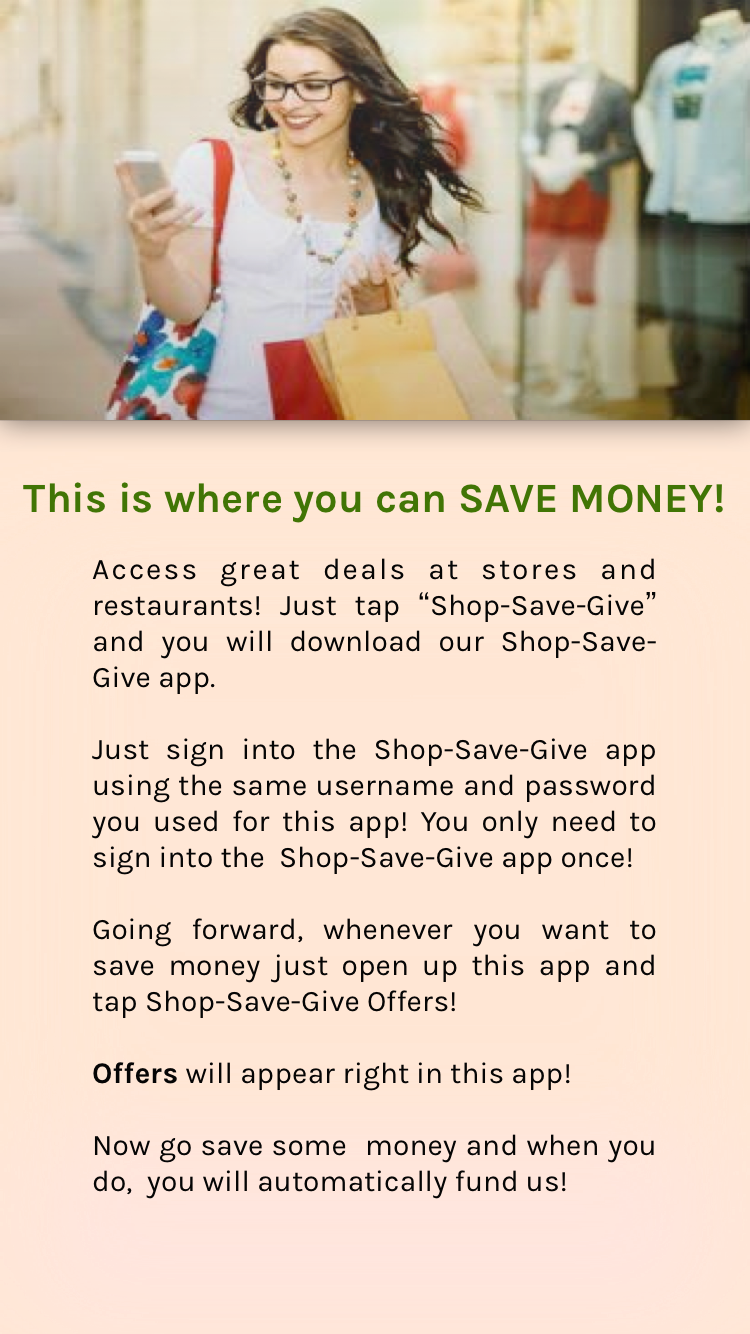 This is where you can SAVE MONEY!
Access great deals at stores and
restaurants! Just tap “Shop-Save-Give”
and you will download our Shop-Save-
Give app.
Just sign into the Shop-Save-Give app
using the same username and password
you used for this app! You only need to
sign into the  Shop-Save-Give app once!
Going forward, whenever you want to
save money just open up this app and
tap Shop-Save-Give Offers!
Offers will appear right in this app!
Now go save some  money and when you
do,  you will automatically fund us!